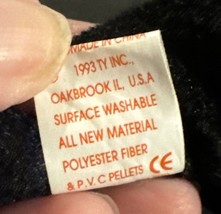 MADE IN CHINA
1993 TY INC.,
OAKBROOK IL, U.S.A
SURFACE WASHABLE
ALL NEW MATERIAL
POLYESTER FIBER
& P.V.C PELLETS CE